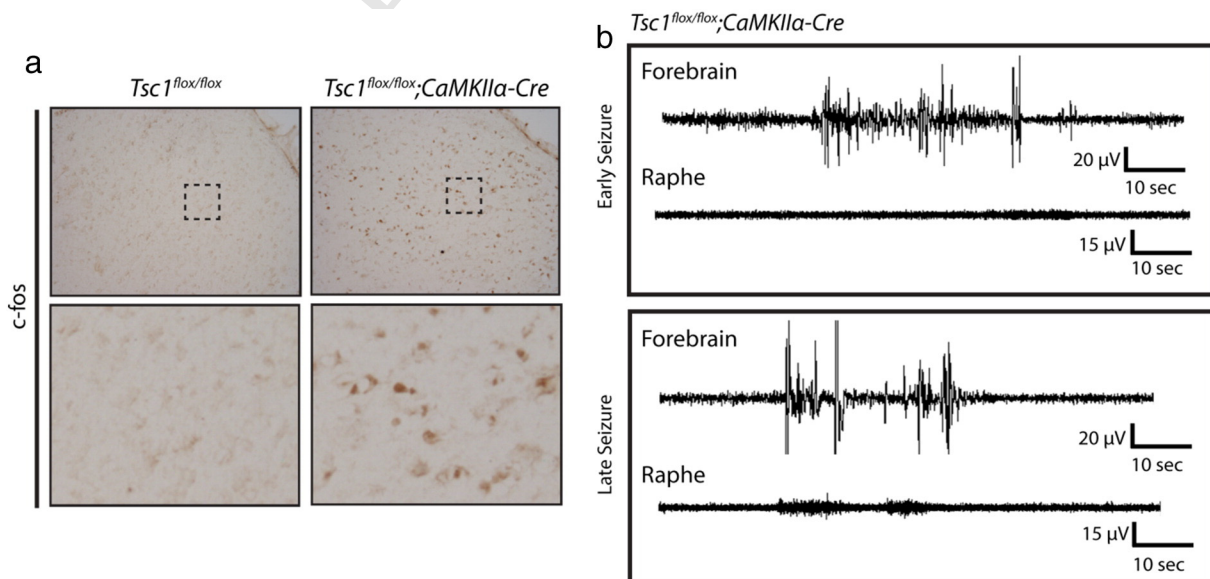 a
Tsc1flox/flox
Tsc1flox/flox;CaMKIIα-Cre
c-fos
b
Tsc1flox/flox;CaMKIIα-Cre
Early Seizure
Forebrain
20 µV
10 sec
Raphe
15 µV
10 sec
Late Seizure
Forebrain
20 µV
10 sec
Raphe
15 µV
10 sec